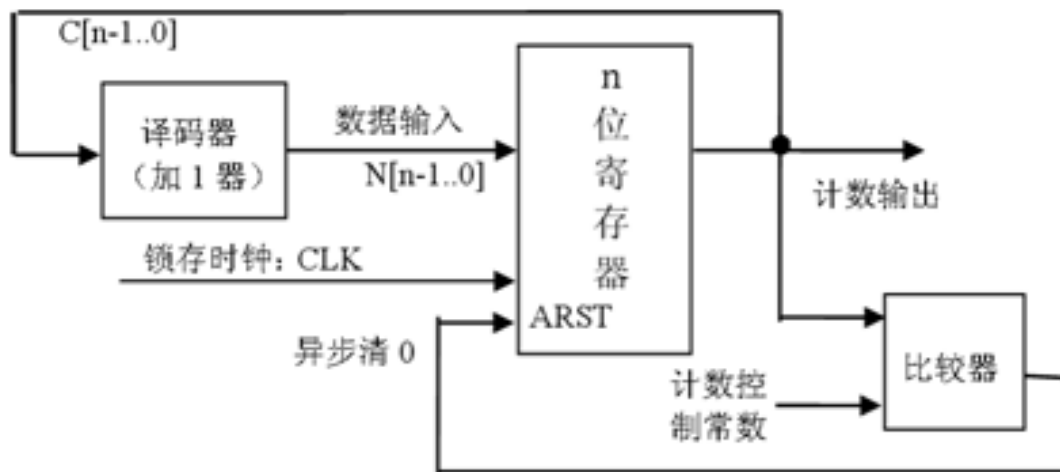 C[n-1..0]
译码器
（加 1 器）
数据输入
N[n-1..0]
n
位
寄
存
器
锁存时钟：CLK
ARST
异步清 0
计数输出
计数控
制常数
比较器